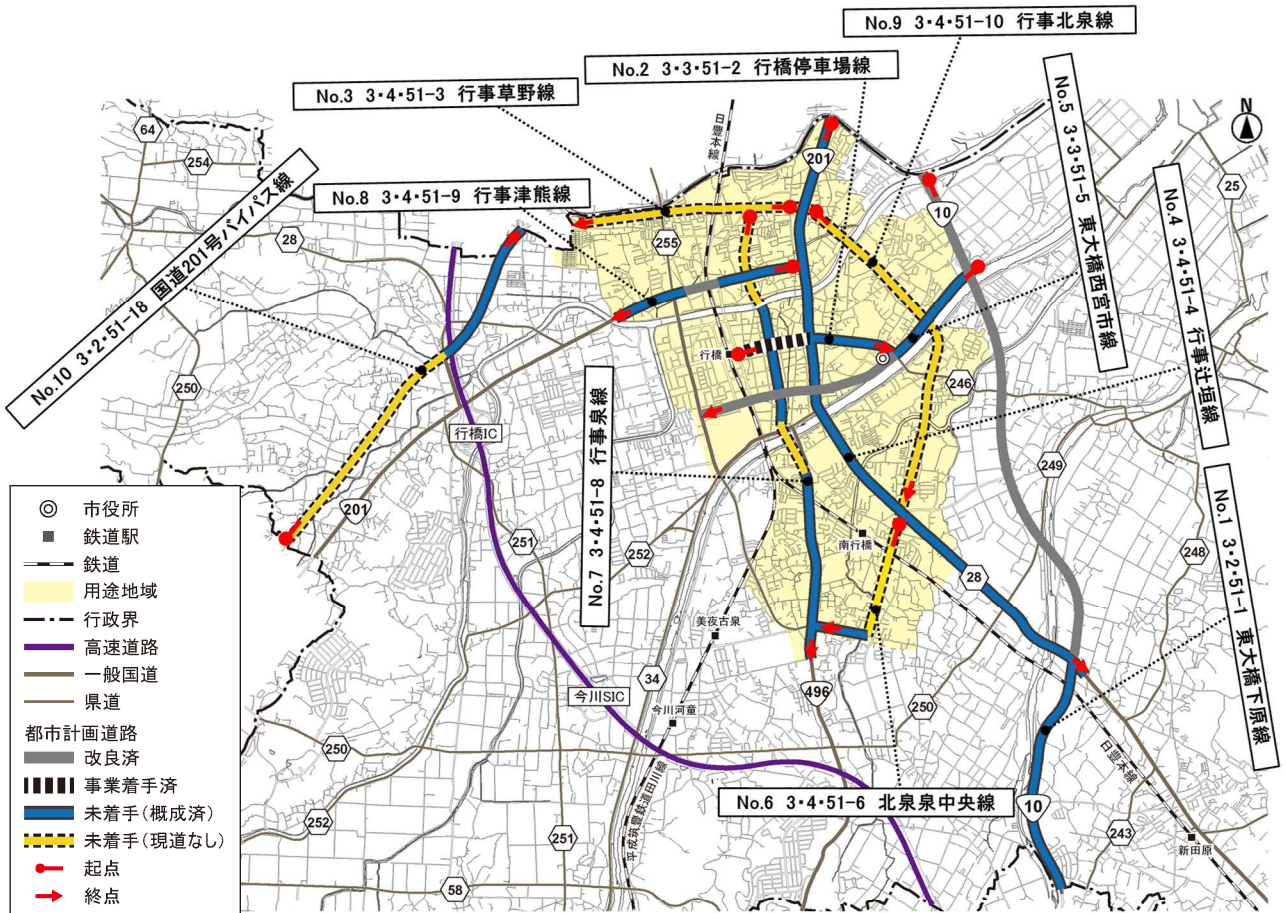 No.9 3・4・51-10 行事北泉線
No.2 3・3・51-2 行橋停車場線
No.3 3・4・51-3 行事草野線
No.8 3・4・51-9 行事津熊線
No.10 3・2・51-18 国道201号バイパス線
No.5 3・3・51-5 東大橋西宮市線
No.4 3・4・51-4 行事辻垣線
No.1 3・2・51-1 東大橋下原線
No.7 3・4・51-8 行事泉線
No.6 3・4・51-6 北泉泉中央線
N
64
254
28
250
201
255
日豊本線
201
10
25
行橋
246
249
248
行橋IC
251
252
南行橋
28
美夜古泉
34
今川SIC
今川河童
496
250
250
平成筑豊鉄道田川線
日豊本線
10
243
新田原
252
251
58
市役所
鉄道駅
鉄道
用途地域
行政界
高速道路
一般国道
県道
都市計画道路
改良済
事業着手済
未着手(概成済)
未着手(現道なし)
起点
終点